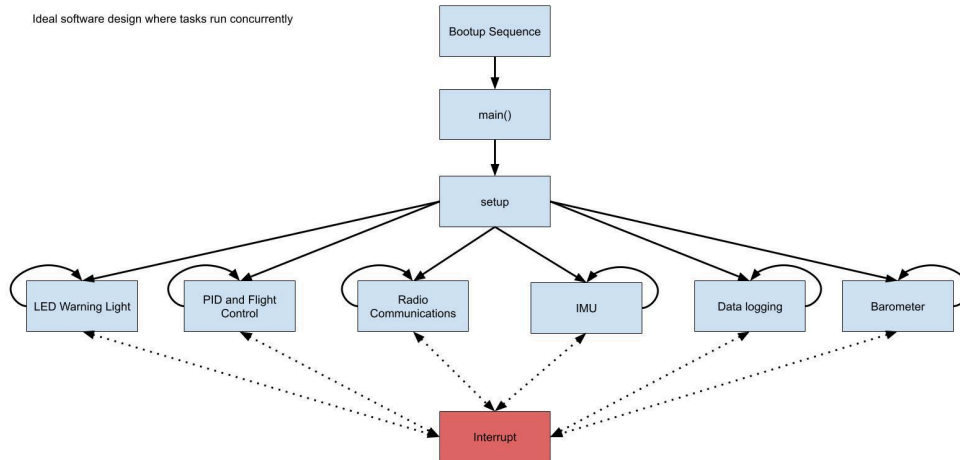 Ideal software design where tasks run concurrently
Bootup Sequence
main()
setup
LED Warning Light
PID and Flight
Control
Radio
Communications
IMU
Data logging
Barometer
Interrupt